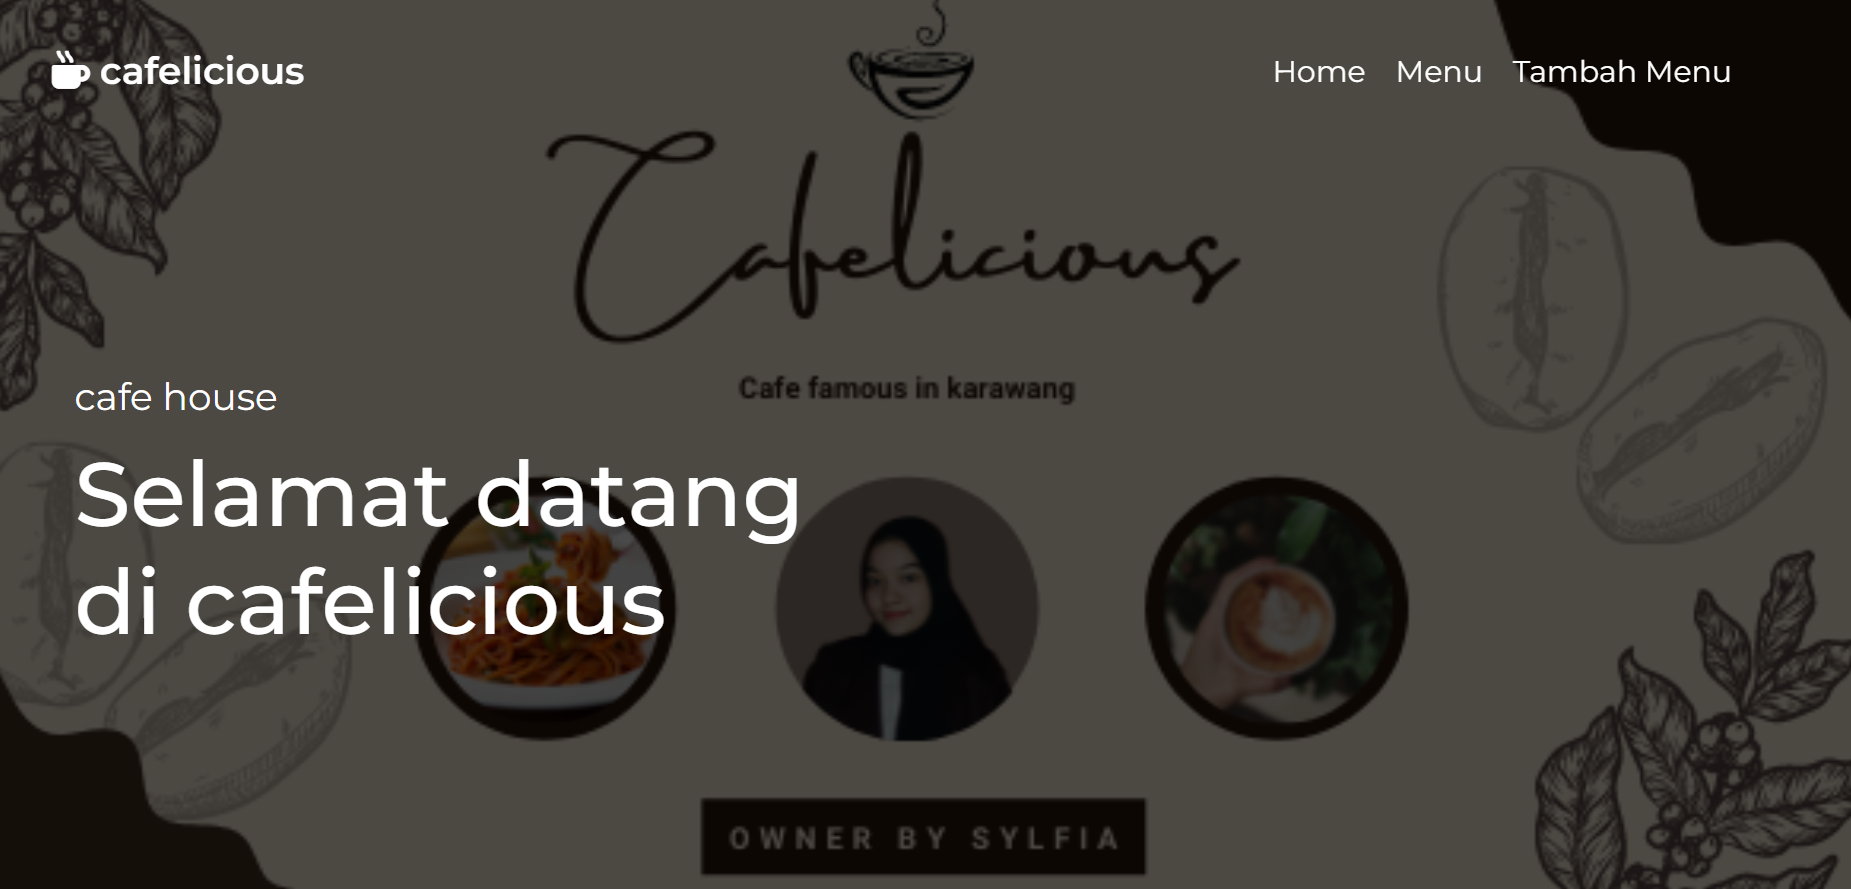 cafelicious
Home Menu Tambah Menu
Cafelicious
Cafe famous in karawang
cafe house
Selamat datang
di cafelicious
OWNER BY SYLFIA